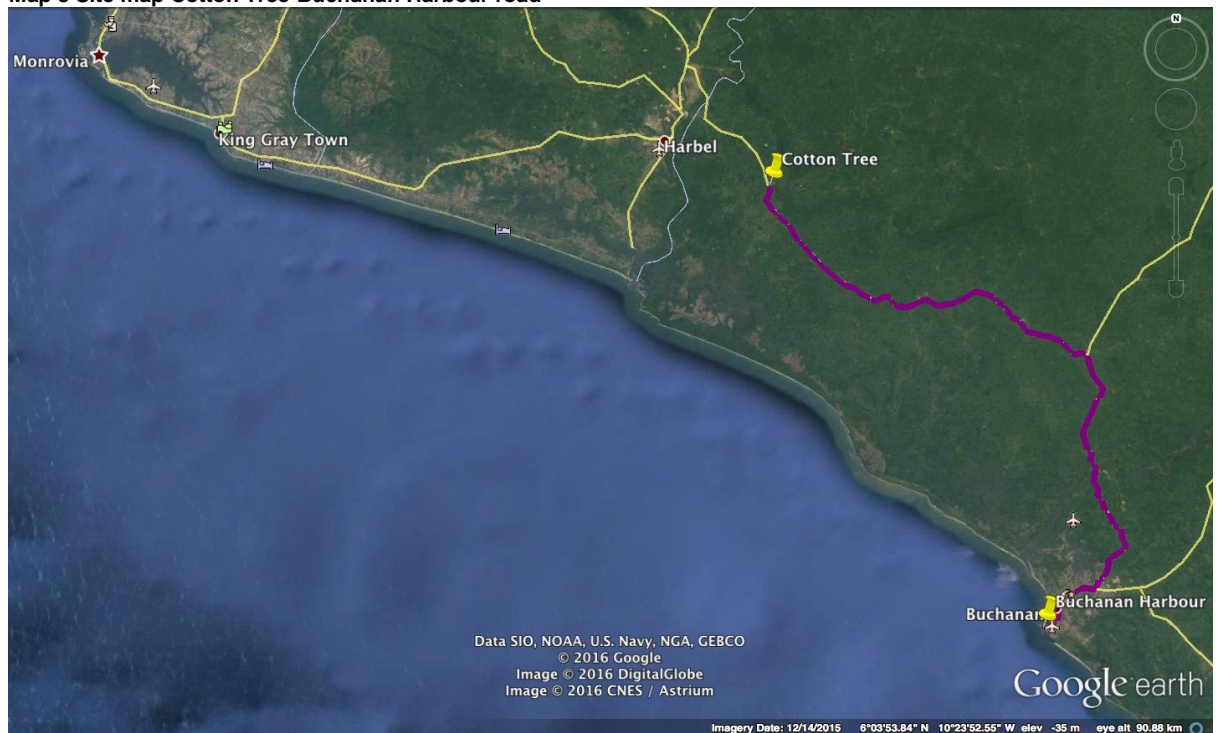 Map 3 Site map Cotton Tree-Buchanan Harbour road
N
Monrovia
King Gray Town
Harbel
Cotton Tree
Buchanan Harbour
Buchanan
Data SIO, NOAA, U.S. Navy, NGA, GEBCO
© 2016 Google
Image © 2016 DigitalGlobe
Image © 2016 CNES / Astrium
Google earth
Imagery Date: 12/14/2015 6°03'53.84" N 10°23'52.55" W elev -35 m eye alt 90.88 km